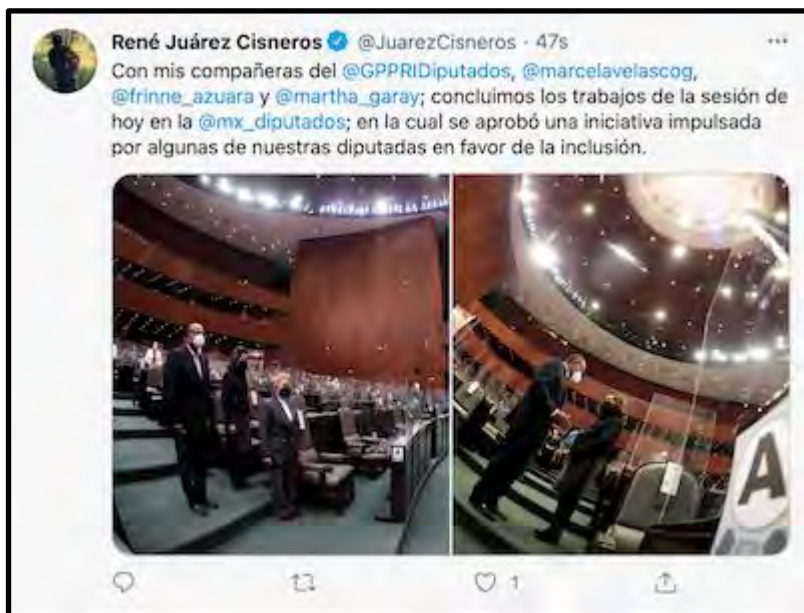 René Juárez Cisneros @JuarezCisneros · 47s
Con mis compañeras del @GPPRIDiputados, @marcelavelascog,
@frinne_azuara y @martha_garay; concluimos los trabajos de la sesión de
hoy en la @mx_diputados; en la cual se aprobó una iniciativa impulsada
por algunas de nuestras diputadas en favor de la inclusión.
A
1